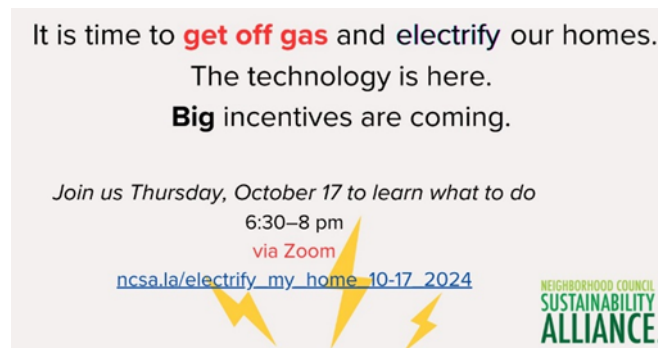 It is time to get off gas and electrify our homes.
The technology is here.
Big incentives are coming.
Join us Thursday, October 17 to learn what to do
6:30–8 pm
via Zoom
ncsa.la/electrify_my_home_10-17_2024
NEIGHBORHOOD COUNCIL
SUSTAINABILITY
ALLIANCE